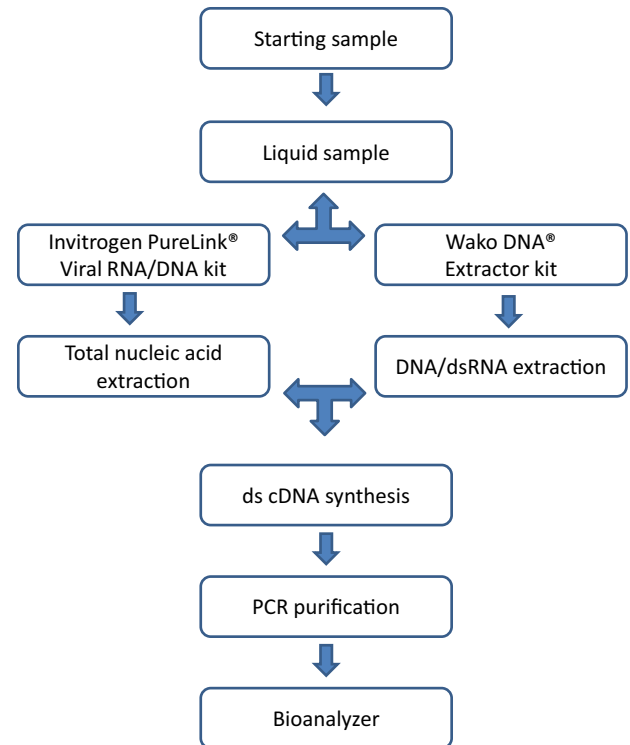 Starting sample
Liquid sample
Invitrogen PureLink®
Viral RNA/DNA kit
Wako DNA®
Extractor kit
Total nucleic acid
extraction
DNA/dsRNA extraction
ds cDNA synthesis
PCR purification
Bioanalyzer